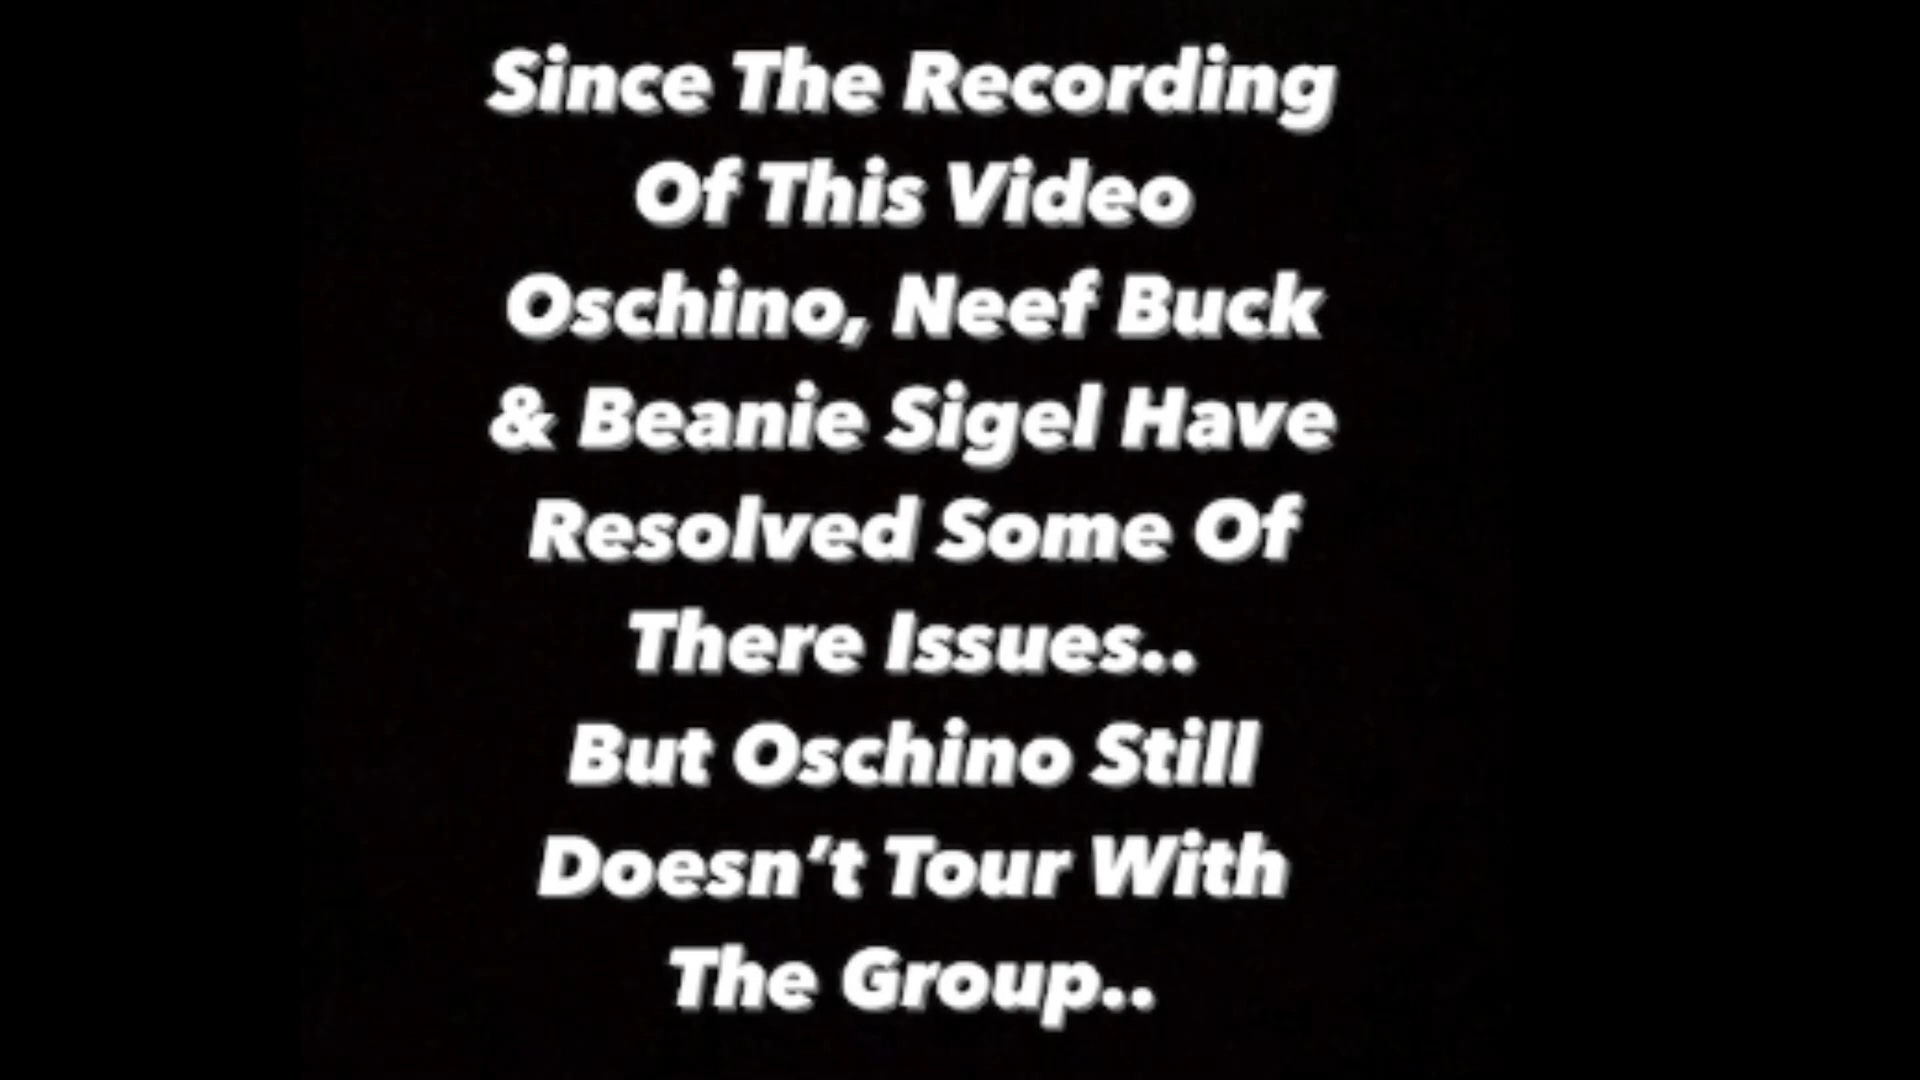 Since The Recording
Of This Video
Oschino, Neef Buck
& Beanie Sigel Have
Resolved Some Of
There Issues..
But Oschino Still
Doesn’t Tour With
The Group..